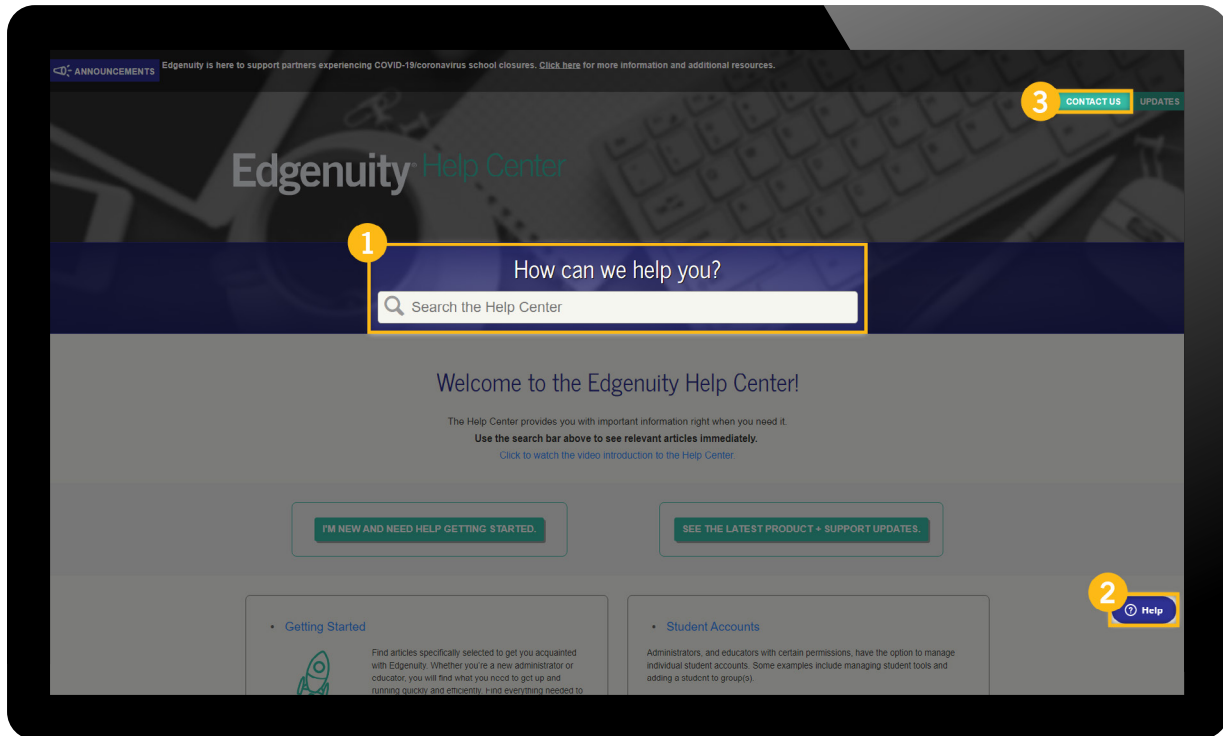 ANNOUNCEMENTS
Edgenuity is here to support partners experiencing COVID-19/coronavirus school closures. Click here for more information and additional resources.
3
CONTACT US
UPDATES
Edgenuity Help Center
1
How can we help you?
Search the Help Center
Welcome to the Edgenuity Help Center!
The Help Center provides you with important information right when you need it.
Use the search bar above to see relevant articles immediately.
Click to watch the video introduction to the Help Center.
I'M NEW AND NEED HELP GETTING STARTED.
SEE THE LATEST PRODUCT + SUPPORT UPDATES.
2
Help
• Getting Started
Find articles specifically selected to get you acquainted
with Edgenuity. Whether you're a new administrator or
educator, you will find what you need to get up and
running quickly and efficiently. Find everything needed to
• Student Accounts
Administrators, and educators with certain permissions, have the option to manage
individual student accounts. Some examples include managing student tools and
adding a student to group(s).